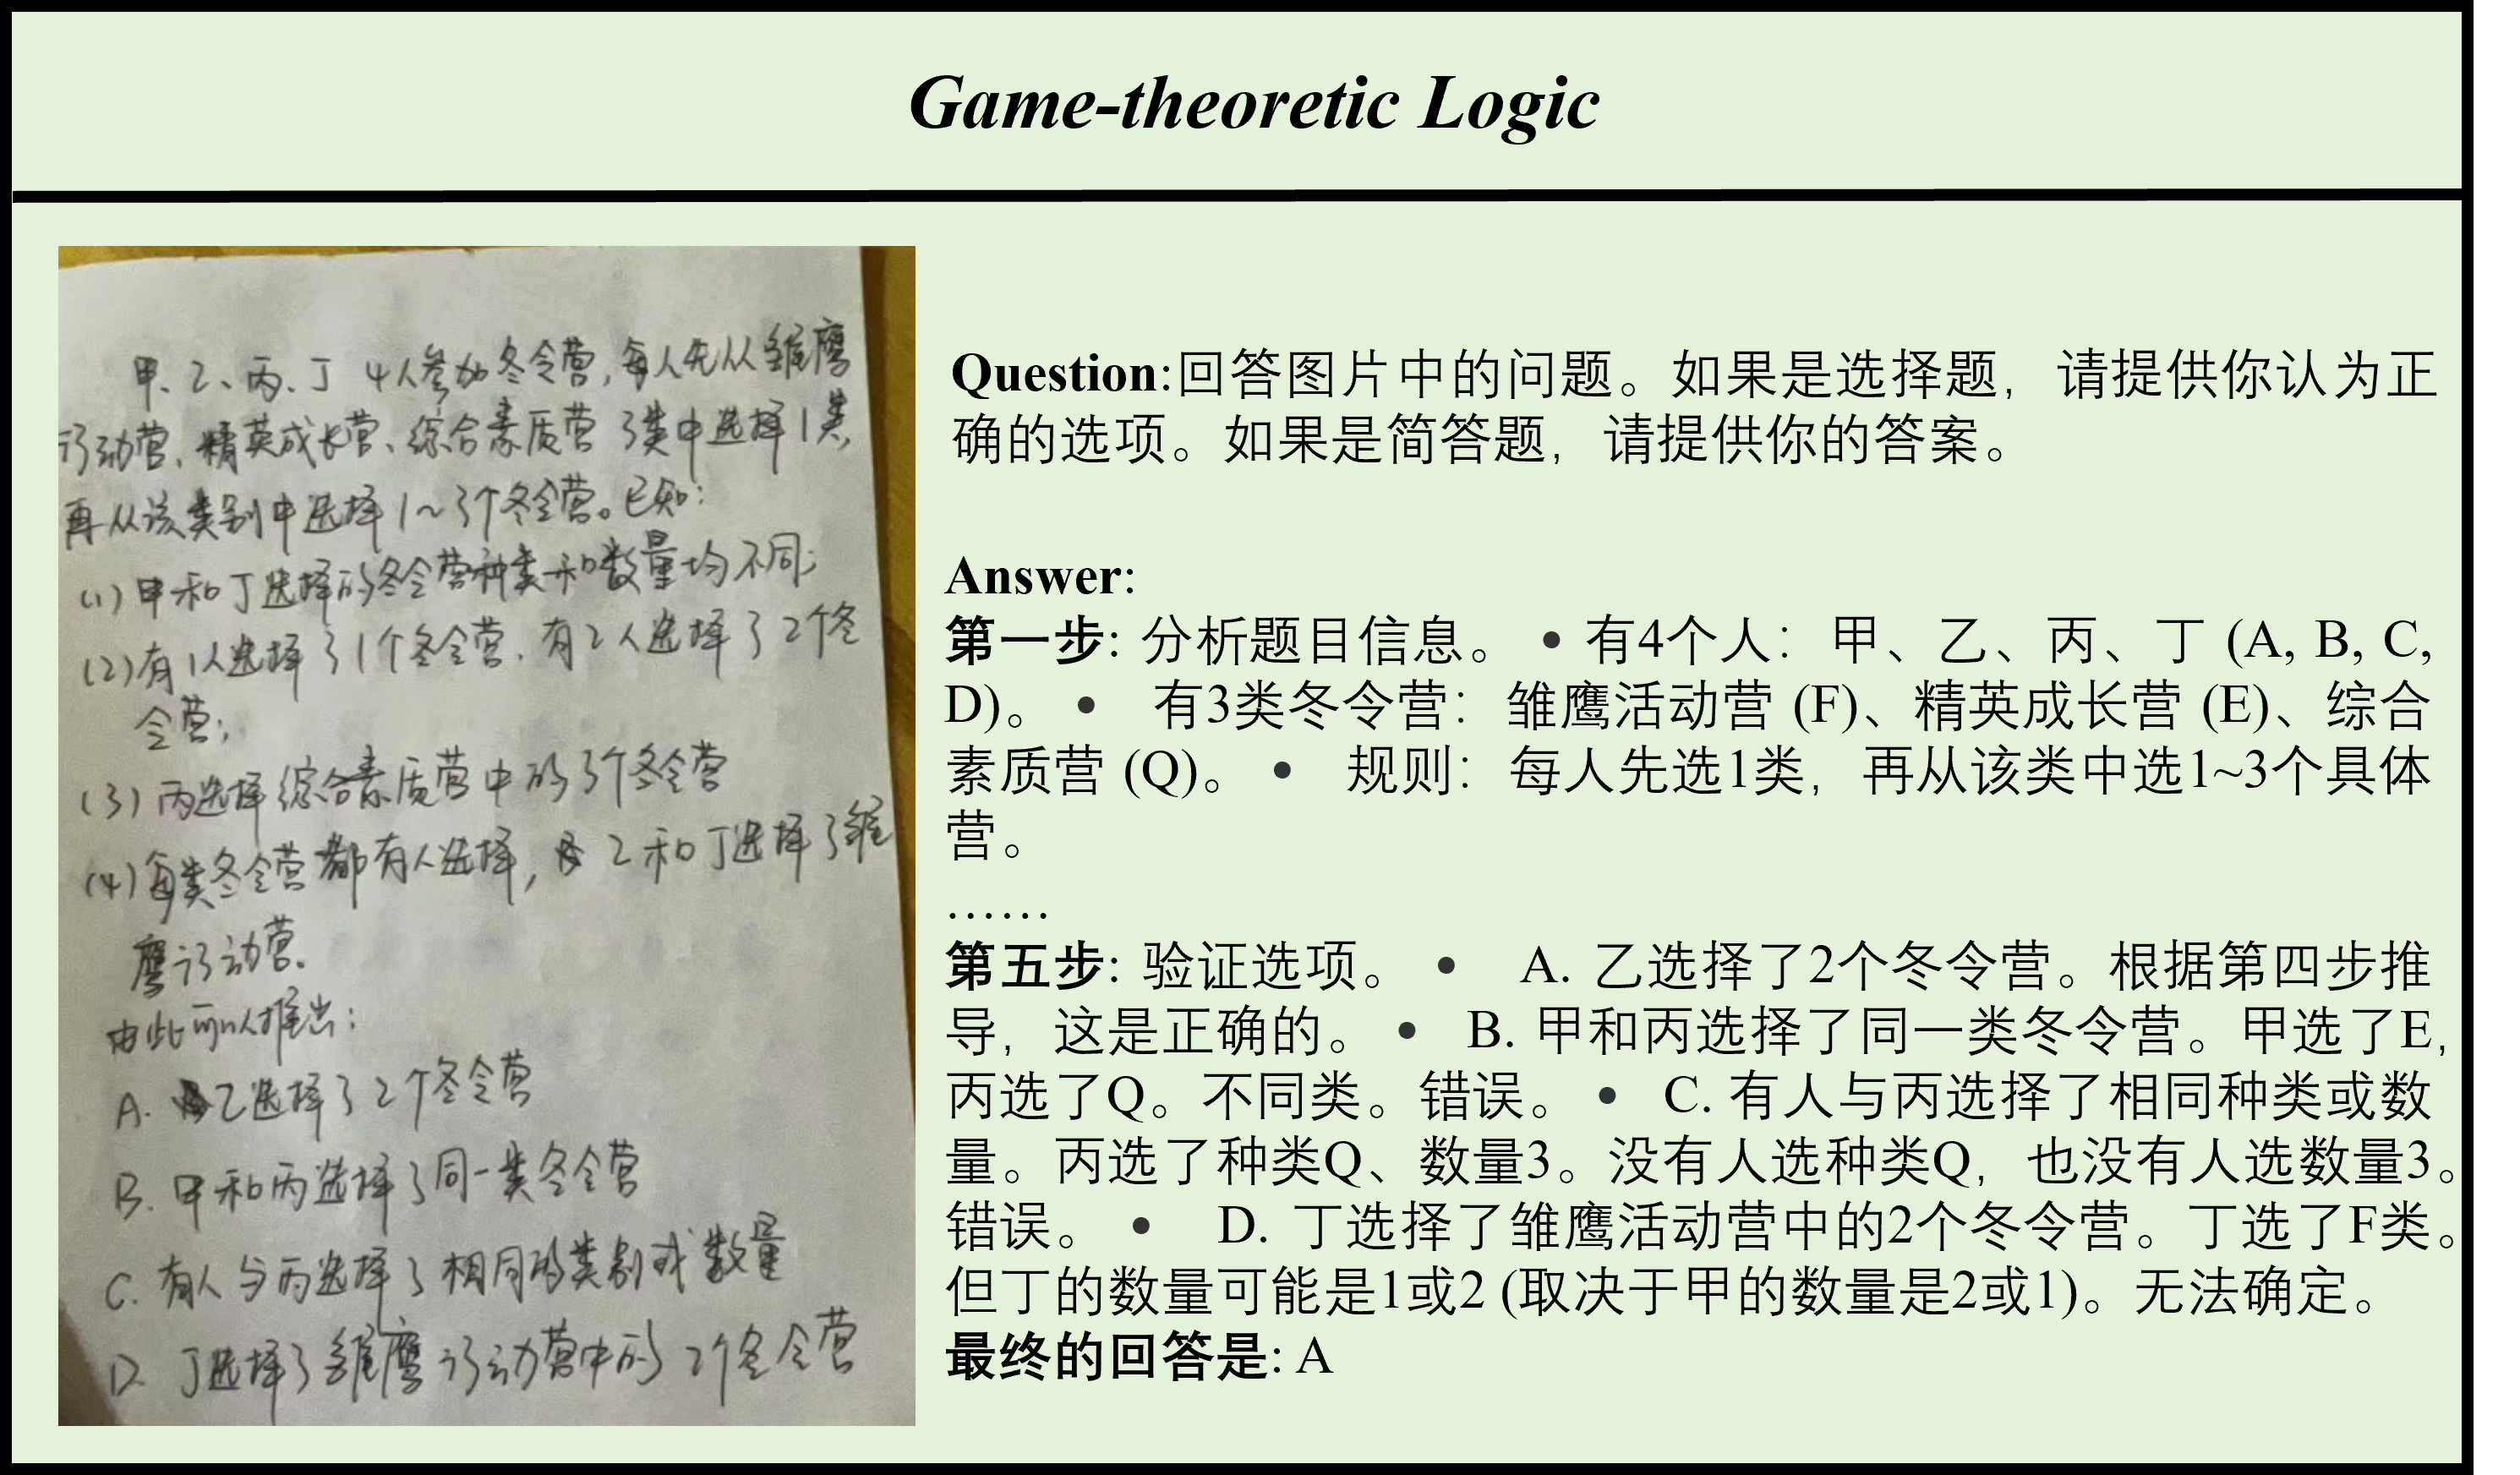 Game-theoretic Logic
甲、乙、丙、丁 4人参加冬令营,每人先从雏鹰
活动营、精英成长营、综合素质营 3类中选择1类,
再从该类别中选择1~3个冬令营。已知:
(1)甲和丁选择的冬令营种类和数量均不同;
(2)有1人选择了1个冬令营,有2人选择了2个冬
令营;
(3)丙选择综合素质营中的3个冬令营
(4)每类冬令营都有人选择,乙和丁选择了雏
鹰活动营。
由此可以推出:
A. 乙选择了2个冬令营
B. 甲和丙选择了同一类冬令营
C. 有人与丙选择了相同的类别或数量
D. 丁选择了雏鹰活动营中的2个冬令营
Question:回答图片中的问题。如果是选择题，请提供你认为正
确的选项。如果是简答题，请提供你的答案。
Answer:
第一步: 分析题目信息。 • 有4个人：甲、乙、丙、丁 (A, B, C,
D)。 • 有3类冬令营：雏鹰活动营 (F)、精英成长营 (E)、综合
素质营 (Q)。 • 规则：每人先选1类，再从该类中选1~3个具体
营。
……
第五步: 验证选项。 • A. 乙选择了2个冬令营。根据第四步推
导，这是正确的。 • B. 甲和丙选择了同一类冬令营。甲选了E,
丙选了Q。不同类。错误。 • C. 有人与丙选择了相同种类或数
量。丙选了种类Q、数量3。没有人选种类Q，也没有人选数量3。
错误。 • D. 丁选择了雏鹰活动营中的2个冬令营。丁选了F类。
但丁的数量可能是1或2 (取决于甲的数量是2或1)。无法确定。
最终的回答是: A